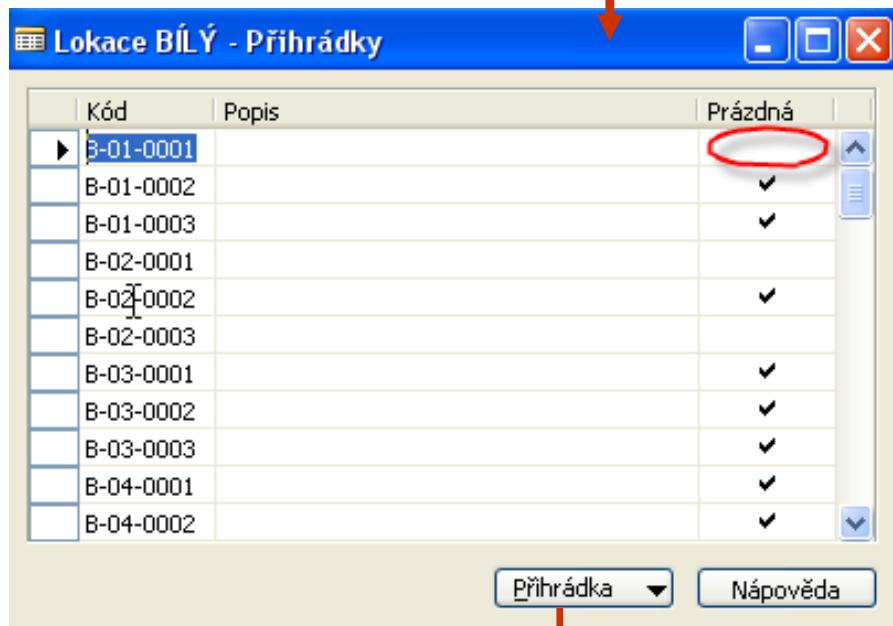 Lokace BÍLÝ - Přihrádky
Kód Popis Prázdná
B-01-0001
B-01-0002 ✔
B-01-0003 ✔
B-02-0001
B-02-0002 ✔
B-02-0003
B-03-0001 ✔
B-03-0002 ✔
B-03-0003 ✔
B-04-0001 ✔
B-04-0002 ✔
Přihrádka Nápověda